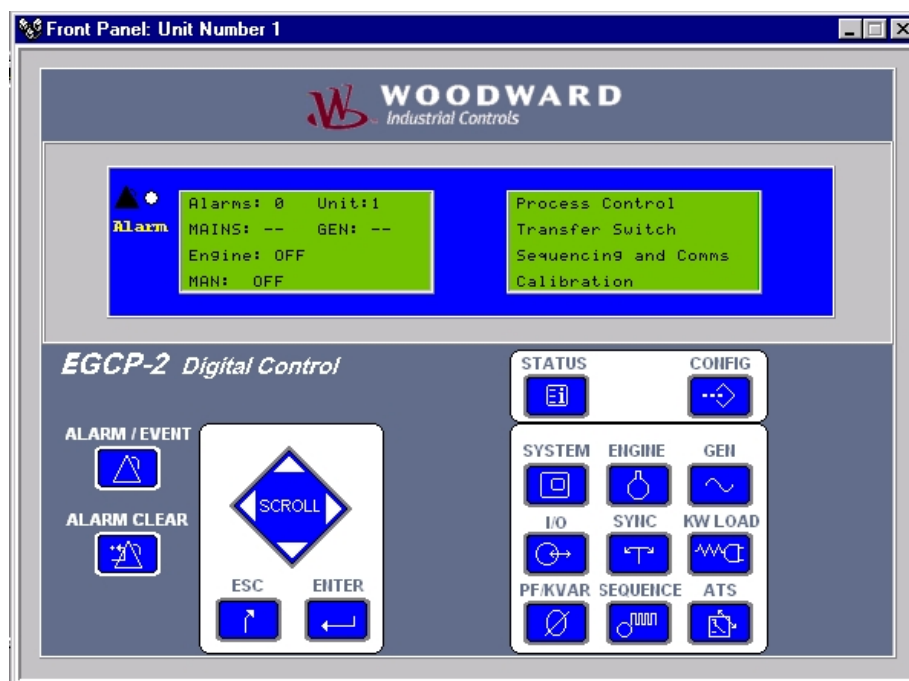 Front Panel: Unit Number 1
WOODWARD
Industrial Controls
Alarm
Alarms: 0 Unit:1
MAINS: -- GEN: --
Engine: OFF
MAN: OFF
Process Control
Transfer Switch
Sequencing and Comms
Calibration
EGCP-2 Digital Control
STATUS CONFIG
ALARM / EVENT
SYSTEM ENGINE GEN
SCROLL
ALARM CLEAR
I/O SYNC KW LOAD
ESC ENTER
PF/KVAR SEQUENCE ATS